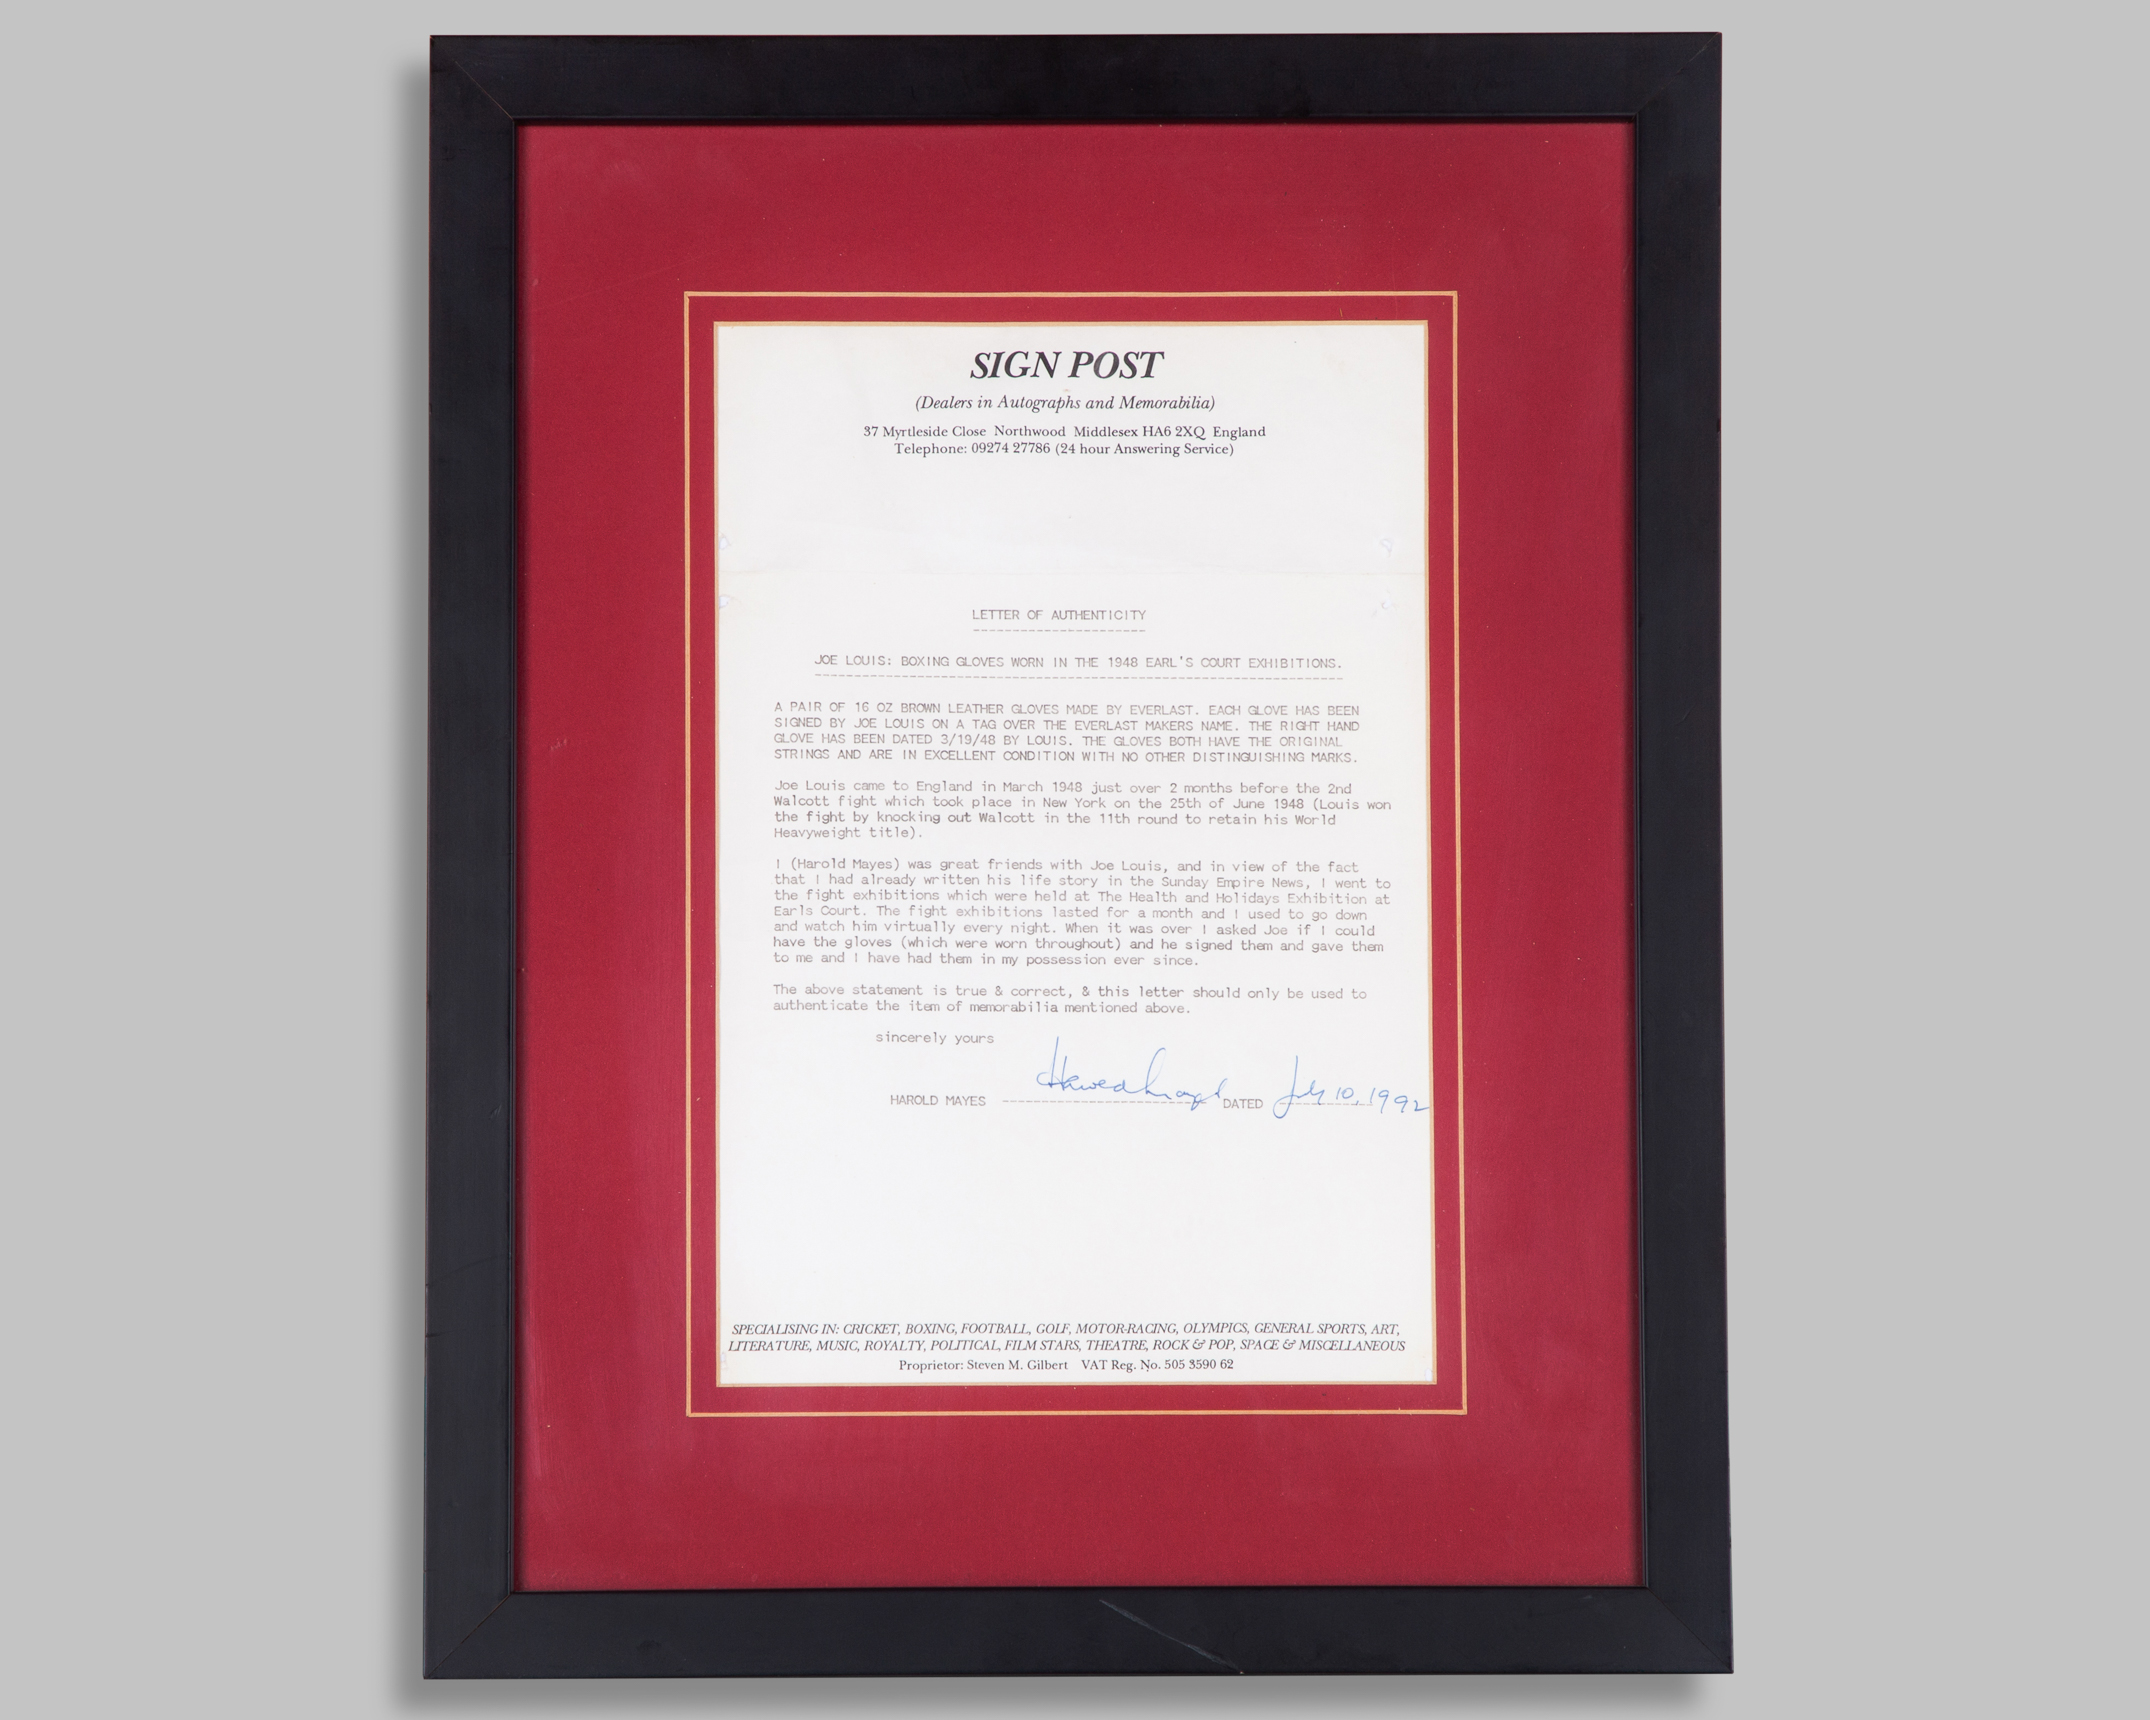 SIGN POST
(Dealers in Autographs and Memorabilia)
37 Myrtleside Close Northwood Middlesex HA6 2XQ England
Telephone: 09274 27786 (24 hour Answering Service)
LETTER OF AUTHENTICITY
JOE LOUIS: BOXING GLOVES WORN IN THE 1948 EARL'S COURT EXHIBITIONS.
A PAIR OF 16 OZ BROWN LEATHER GLOVES MADE BY EVERLAST. EACH GLOVE HAS BEEN
SIGNED BY JOE LOUIS ON A TAG OVER THE EVERLAST MAKERS NAME. THE RIGHT HAND
GLOVE HAS BEEN DATED 3/19/48 BY LOUIS. THE GLOVES BOTH HAVE THE ORIGINAL
STRINGS AND ARE IN EXCELLENT CONDITION WITH NO OTHER DISTINGUISHING MARKS.
Joe Louis came to England in March 1948 just over 2 months before the 2nd
Walcott fight which took place in New York on the 25th of June 1948 (Louis won
the fight by knocking out Walcott in the 11th round to retain his World
Heavyweight title).
I (Harold Mayes) was great friends with Joe Louis, and in view of the fact
that I had already written his life story in the Sunday Empire News, I went to
the fight exhibitions which were held at The Health and Holidays Exhibition at
Earls Court. The fight exhibitions lasted for a month and I used to go down
and watch him virtually every night. When it was over I asked Joe if I could
have the gloves (which were worn throughout) and he signed them and gave them
to me and I have had them in my possession ever since.
The above statement is true & correct, & this letter should only be used to
authenticate the item of memorabilia mentioned above.
sincerely yours
HAROLD MAYES Harold Mayes DATED July 10, 1992
SPECIALISING IN: CRICKET, BOXING, FOOTBALL, GOLF, MOTOR-RACING, OLYMPICS, GENERAL SPORTS, ART,
LITERATURE, MUSIC, ROYALTY, POLITICAL, FILM STARS, THEATRE, ROCK & POP, SPACE & MISCELLANEOUS
Proprietor: Steven M. Gilbert VAT Reg. No. 505 3590 62